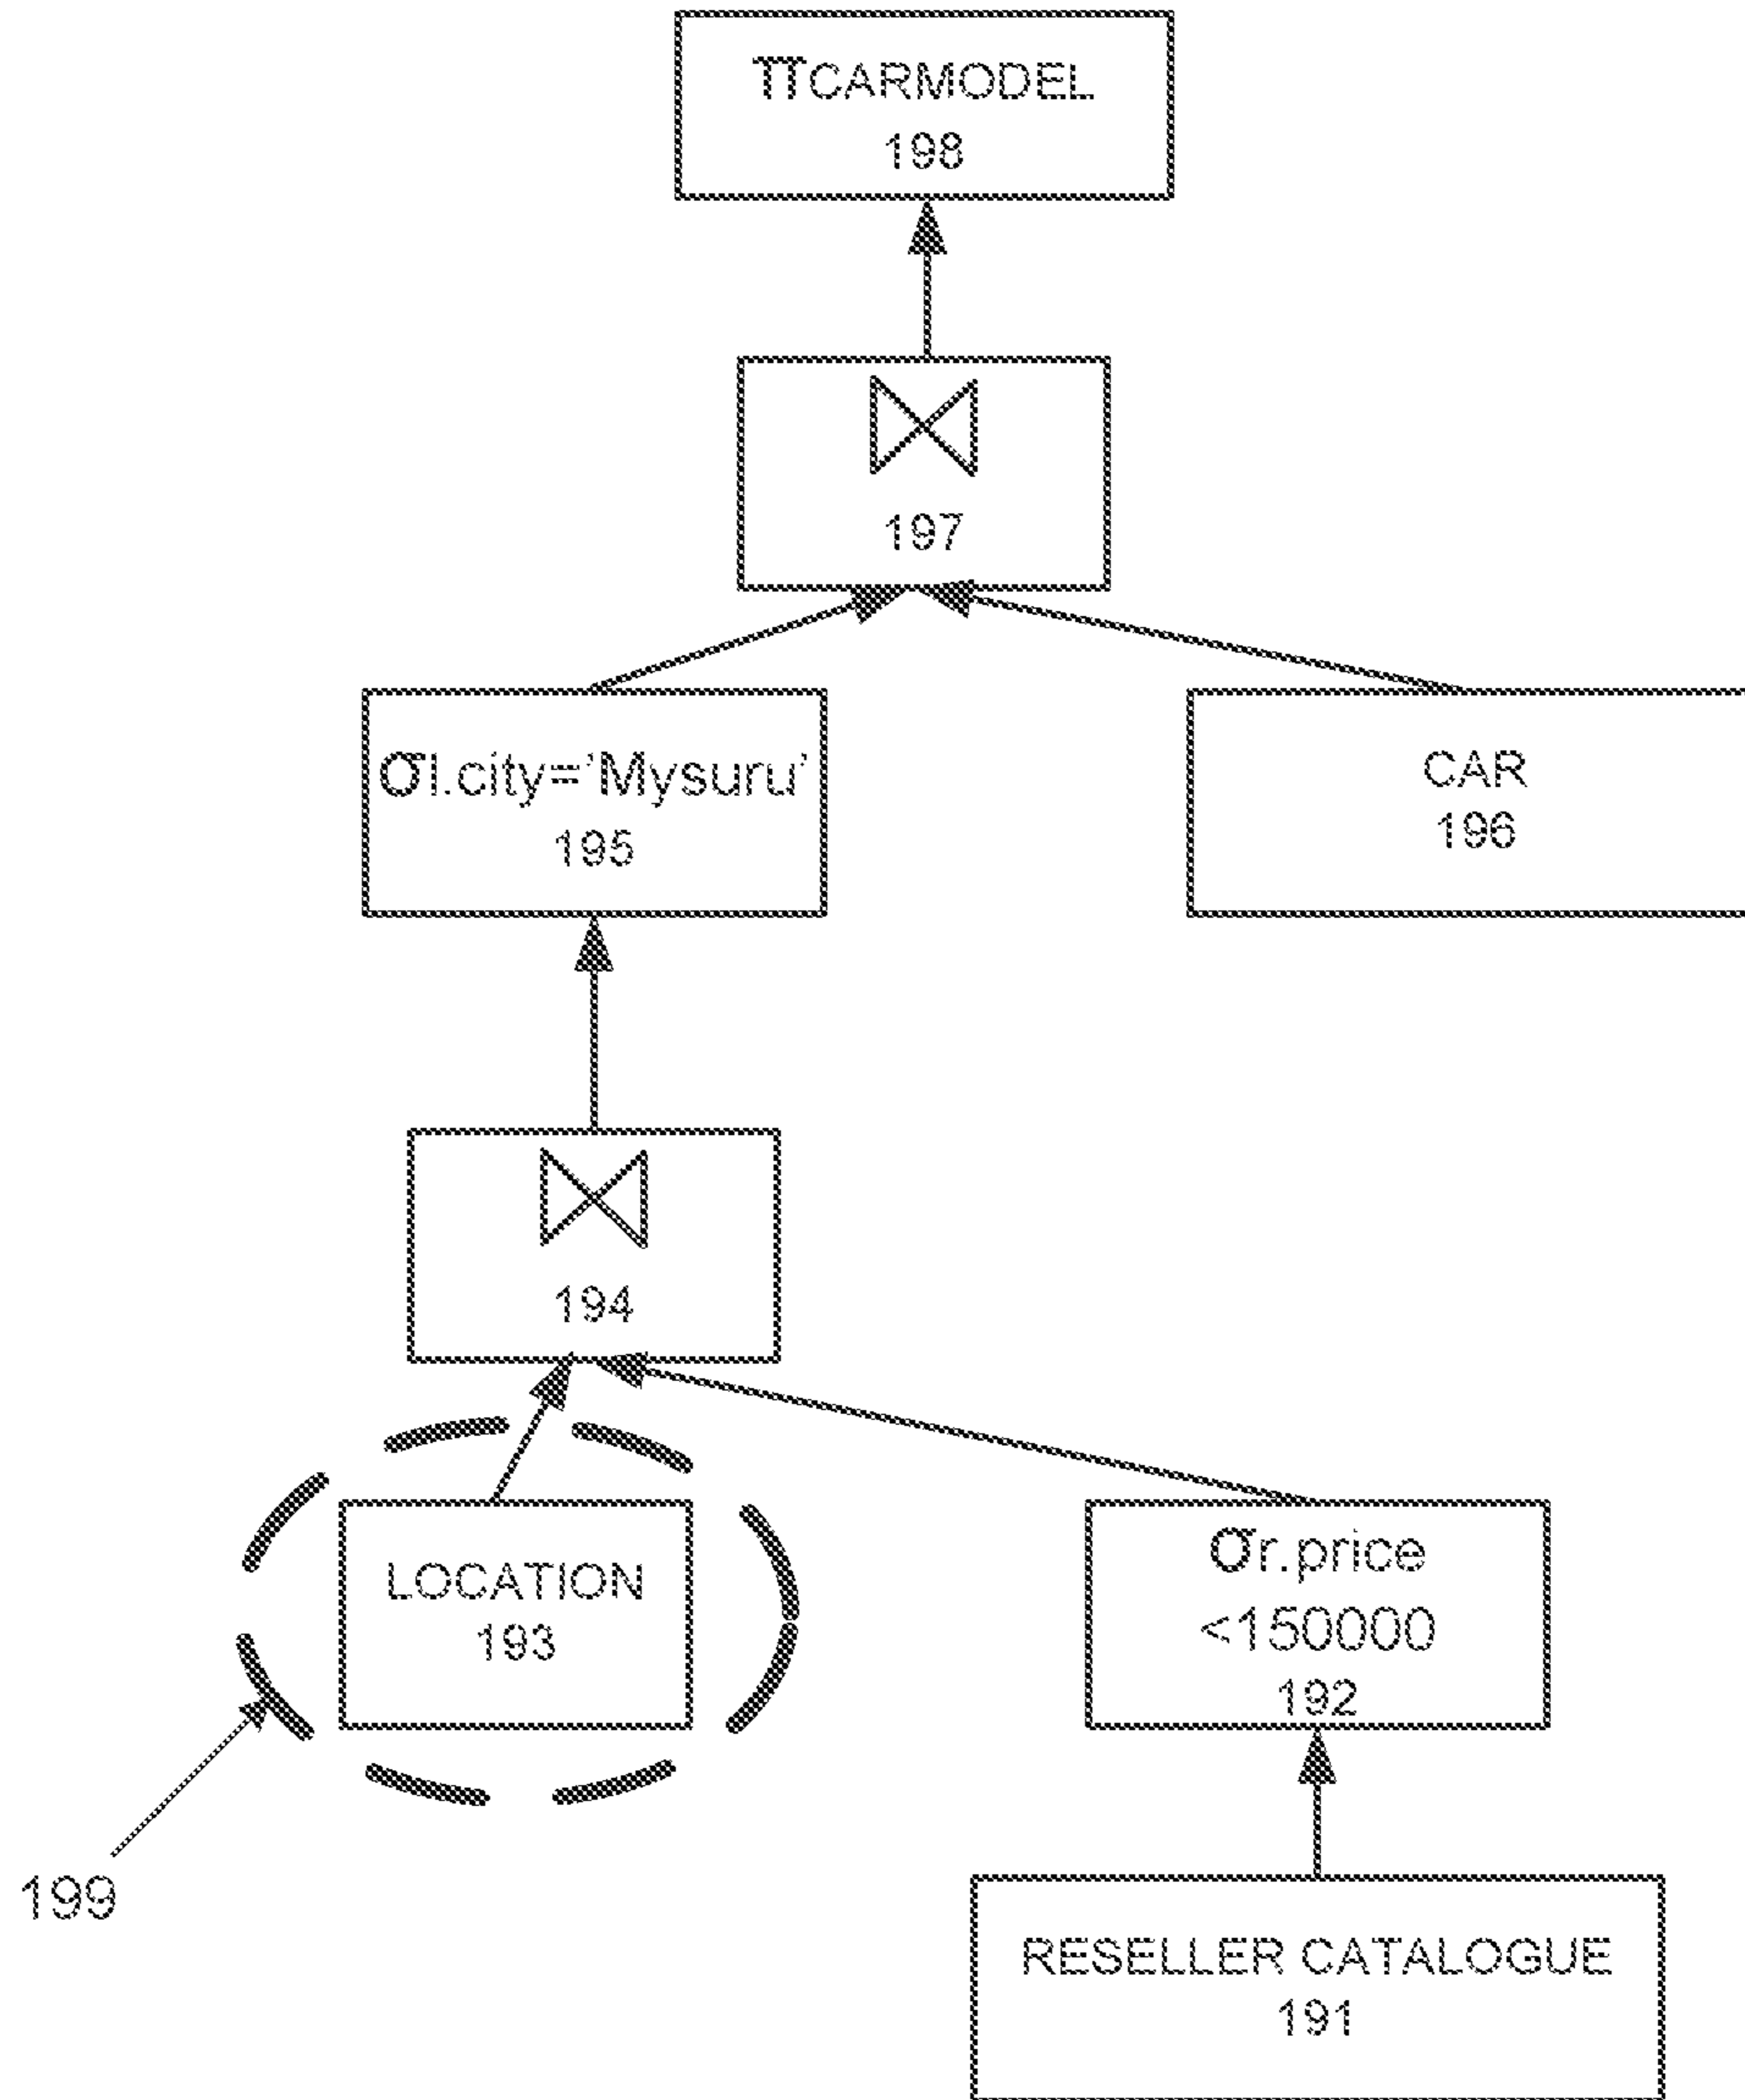 πCARMODEL
198
197
σl.city='Mysuru'
195
CAR
196
194
LOCATION
193
σr.price
<150000
192
199
RESELLER CATALOGUE
191